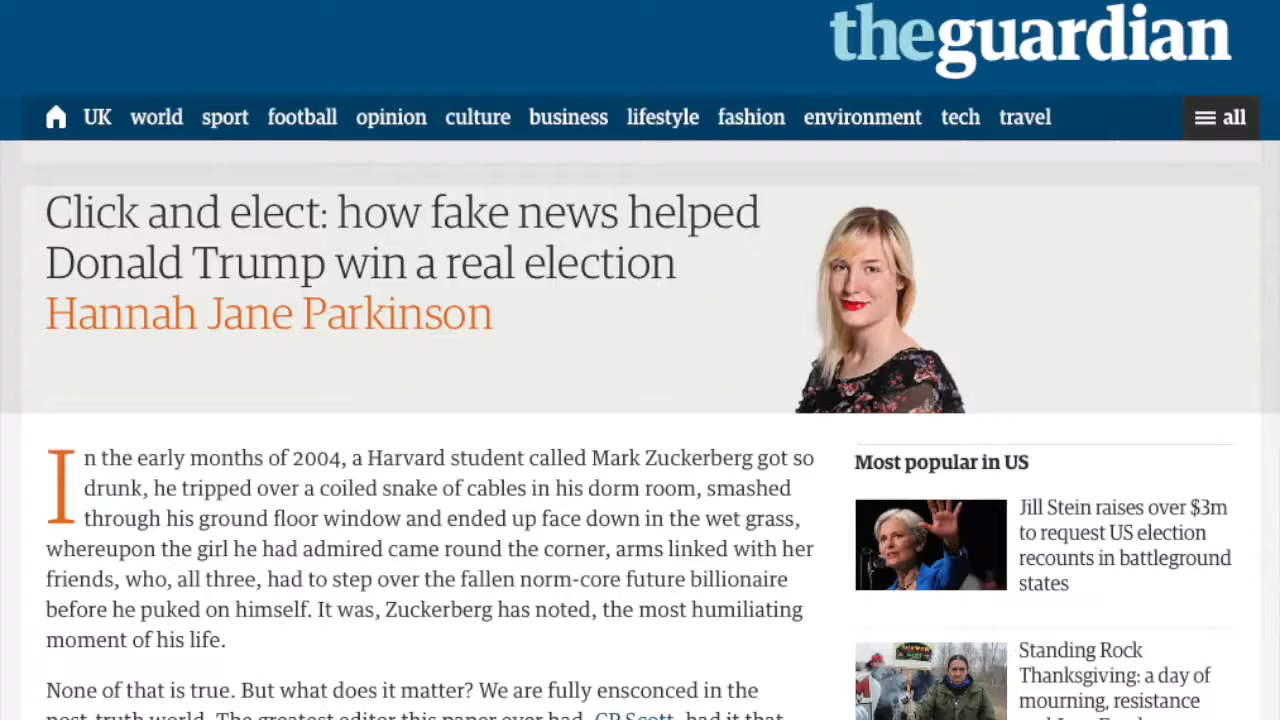 theguardian
UK world sport football opinion culture business lifestyle fashion environment tech travel all
Click and elect: how fake news helped
Donald Trump win a real election
Hannah Jane Parkinson
In the early months of 2004, a Harvard student called Mark Zuckerberg got so
drunk, he tripped over a coiled snake of cables in his dorm room, smashed
through his ground floor window and ended up face down in the wet grass,
whereupon the girl he had admired came round the corner, arms linked with her
friends, who, all three, had to step over the fallen norm-core future billionaire
before he puked on himself. It was, Zuckerberg has noted, the most humiliating
moment of his life.
None of that is true. But what does it matter? We are fully ensconced in the
post-truth world. The greatest editor this paper ever had, CP Scott, had it that
Most popular in US
Jill Stein raises over $3m
to request US election
recounts in battleground
states
Standing Rock
Thanksgiving: a day of
mourning, resistance